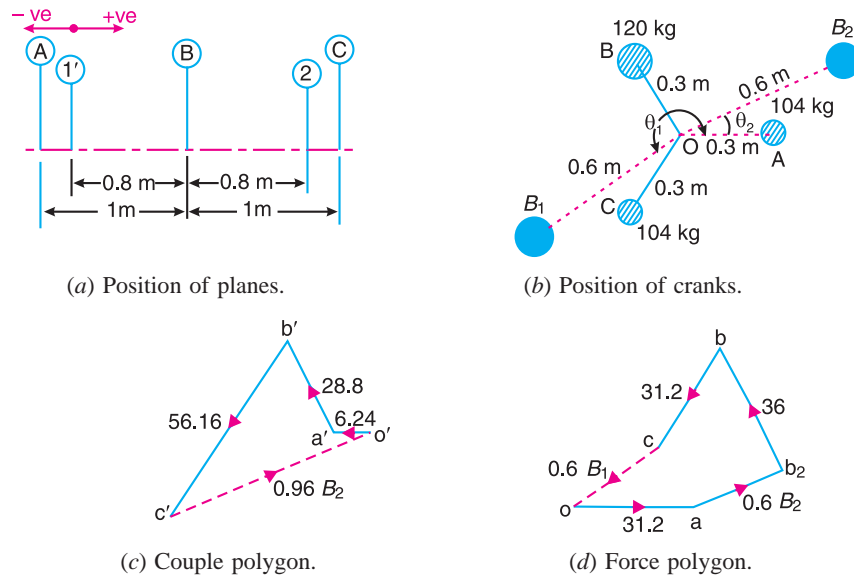 – ve +ve
A 1′ B 2 C
0.8 m 0.8 m
1m 1m
(a) Position of planes.
120 kg
B B2
0.3 m 0.6 m
104 kg
θ1 θ2
O 0.3 m A
0.6 m 0.3 m
B1 C
104 kg
(b) Position of cranks.
b′
28.8
56.16 6.24
a′ o′
0.96 B2
c′
(c) Couple polygon.
b
31.2 36
c
0.6 B1 b2
o 0.6 B2
31.2 a
(d) Force polygon.